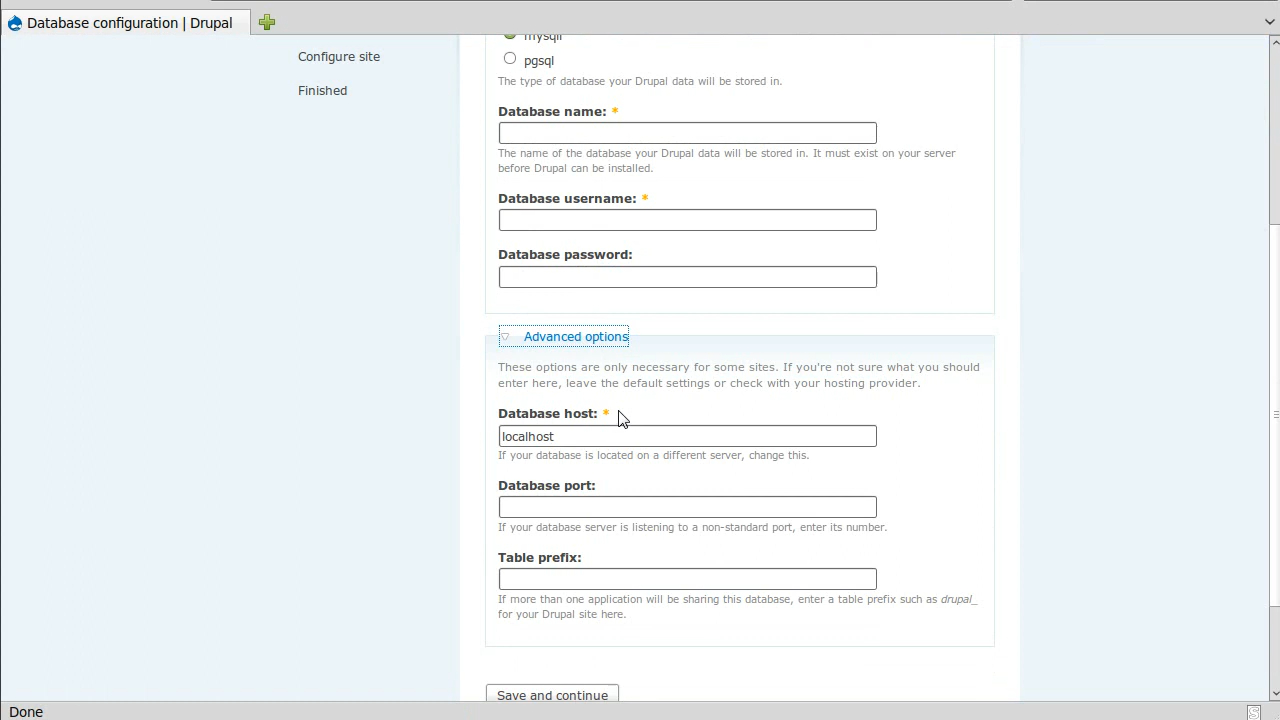 Database configuration | Drupal
Configure site
Finished
mysqli
pgsql
The type of database your Drupal data will be stored in.
Database name: *
The name of the database your Drupal data will be stored in. It must exist on your server
before Drupal can be installed.
Database username: *
Database password:
Advanced options
These options are only necessary for some sites. If you're not sure what you should
enter here, leave the default settings or check with your hosting provider.
Database host: *
localhost
If your database is located on a different server, change this.
Database port:
If your database server is listening to a non-standard port, enter its number.
Table prefix:
If more than one application will be sharing this database, enter a table prefix such as drupal_
for your Drupal site here.
Save and continue
Done